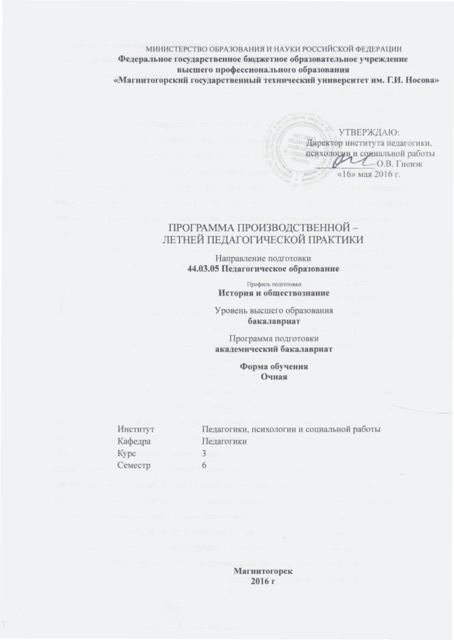 МИНИСТЕРСТВО ОБРАЗОВАНИЯ И НАУКИ РОССИЙСКОЙ ФЕДЕРАЦИИ
Федеральное государственное бюджетное образовательное учреждение
высшего профессионального образования
«Магнитогорский государственный технический университет им. Г.И. Носова»
УТВЕРЖДАЮ:
Директор института педагогики,
психологии и социальной работы
О.В. Гневэк
«16» мая 2016 г.
ПРОГРАММА ПРОИЗВОДСТВЕННОЙ –
ЛЕТНЕЙ ПЕДАГОГИЧЕСКОЙ ПРАКТИКИ
Направление подготовки
44.03.05 Педагогическое образование
Профиль подготовки
История и обществознание
Уровень высшего образования
бакалавриат
Программа подготовки
академический бакалавриат
Форма обучения
Очная
Институт Педагогики, психологии и социальной работы
Кафедра Педагогики
Курс 3
Семестр 6
Магнитогорск
2016 г